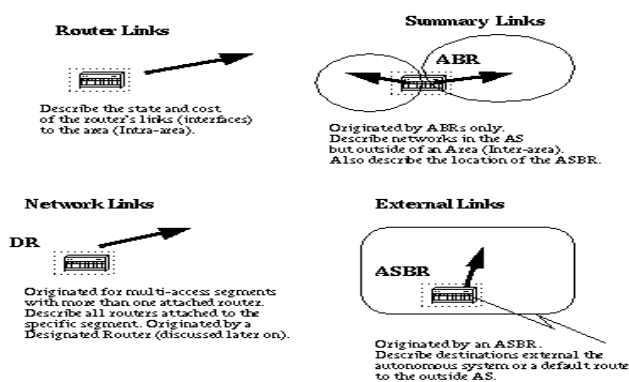 Router Links
Describe the state and cost
of the router's links (interfaces)
to the area (Intra-area).
Summary Links
ABR
Originated by ABRs only.
Describe networks in the AS
but outside of an Area (Inter-area).
Also describe the location of the ASBR.
Network Links
DR
Originated for multi-access segments
with more than one attached router.
Describe all routers attached to the
specific segment. Originated by a
Designated Router (discussed later on).
External Links
ASBR
Originated by an ASBR.
Describe destinations external the
autonomous system or a default route
to the outside AS.